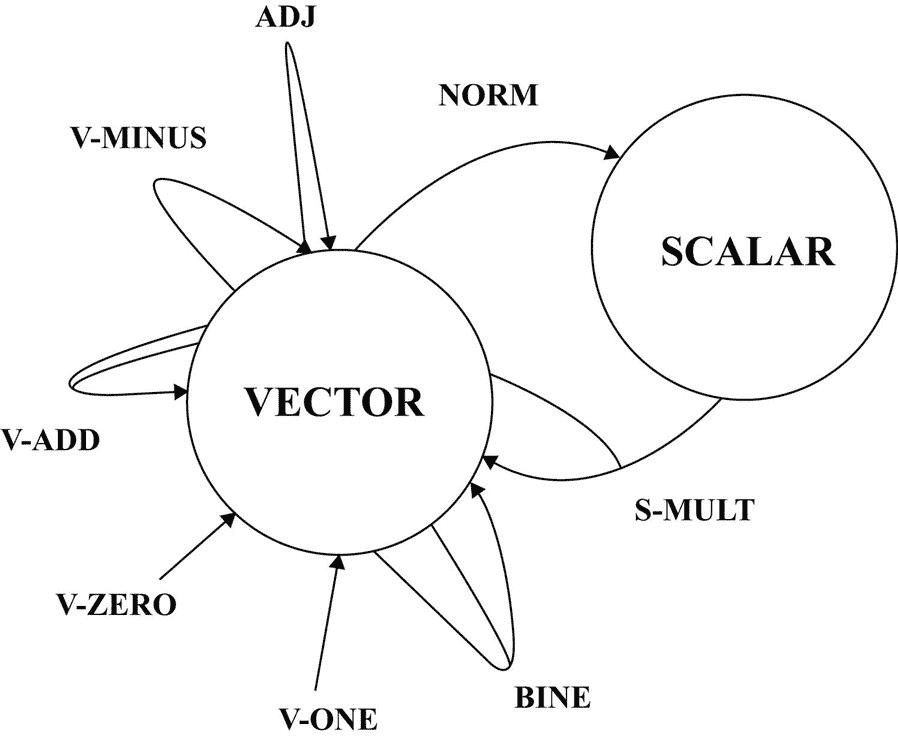 ADJ
NORM
V-MINUS
SCALAR
VECTOR
V-ADD
S-MULT
V-ZERO
BINE
V-ONE